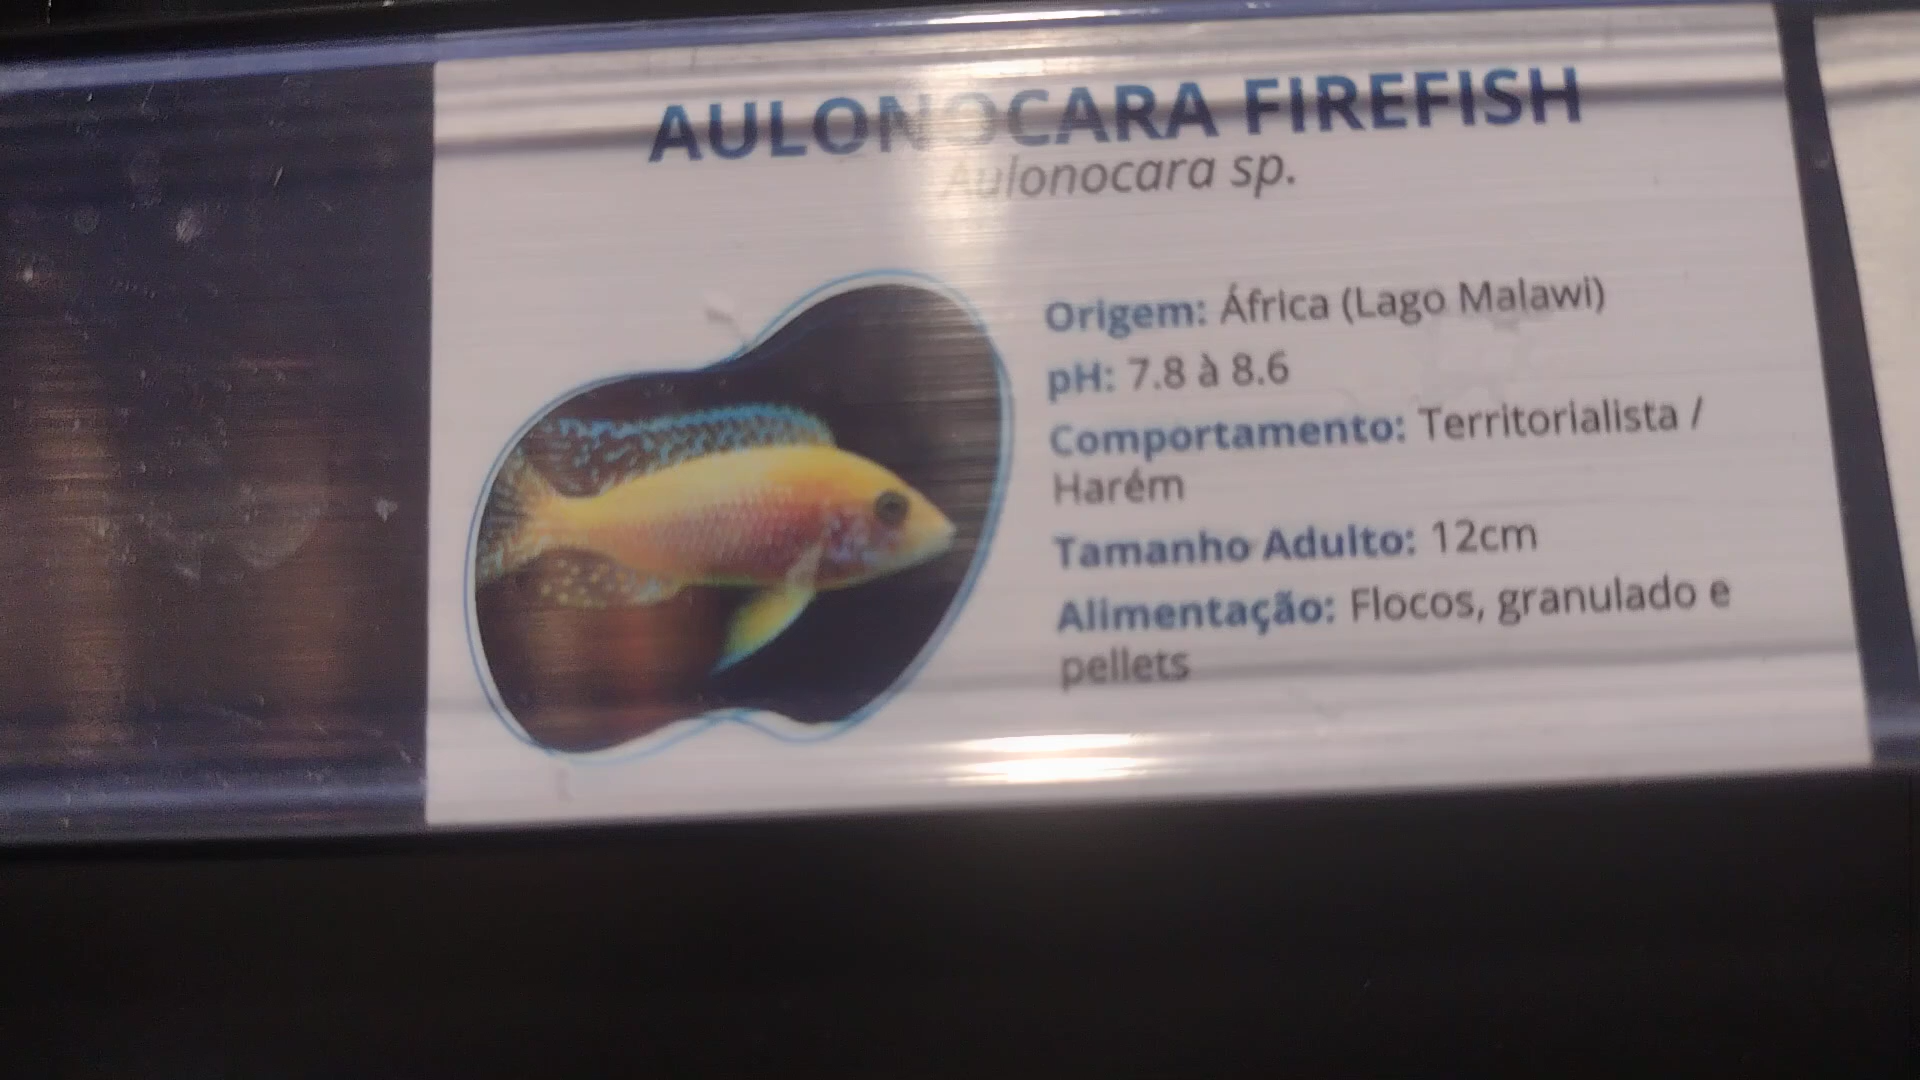 AULONOCARA FIREFISH
Aulonocara sp.
Origem: África (Lago Malawi)
pH: 7.8 à 8.6
Comportamento: Territorialista /
Harém
Tamanho Adulto: 12cm
Alimentação: Flocos, granulado e
pellets